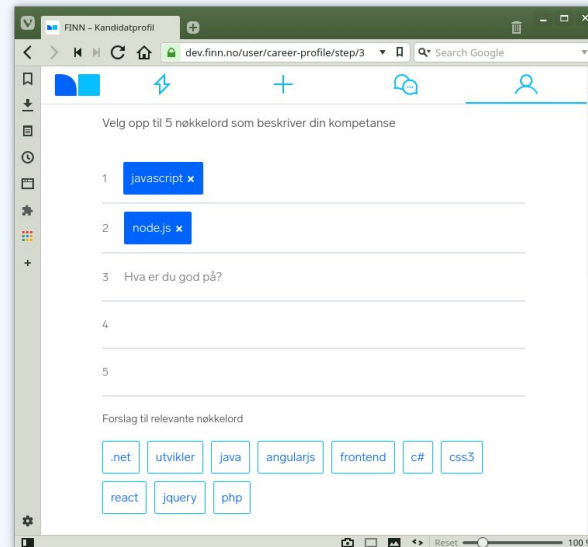 FINN – Kandidatprofil
dev.finn.no/user/career-profile/step/3
Search Google
Velg opp til 5 nøkkelord som beskriver din kompetanse
1 javascript ×
2 node.js ×
3 Hva er du god på?
4
5
Forslag til relevante nøkkelord
.net utvikler java angularjs frontend c# css3
react jquery php
Reset